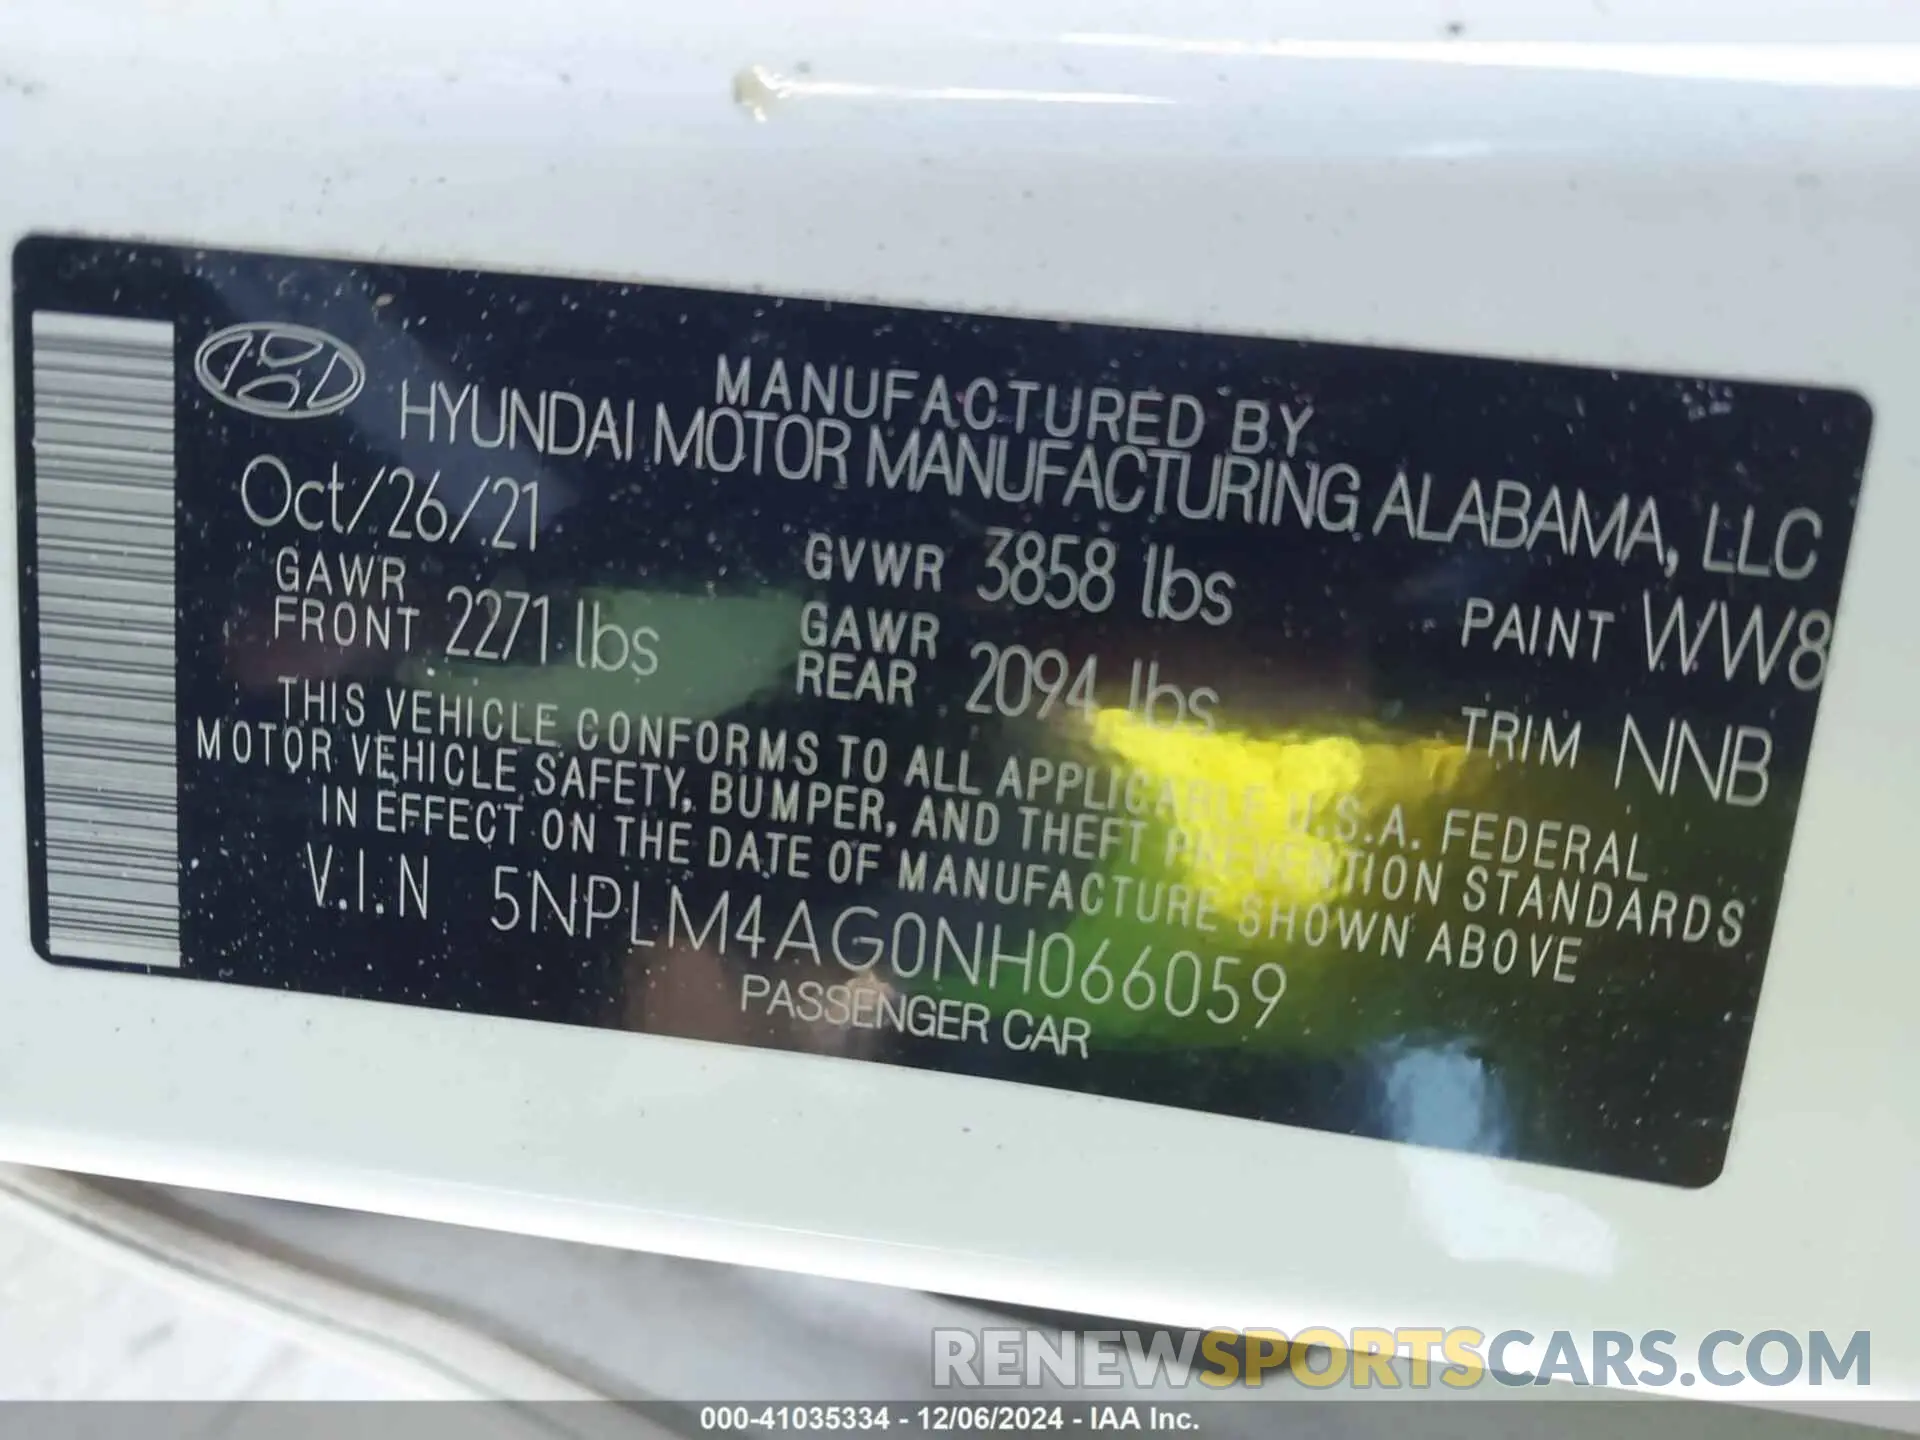 MANUFACTURED BY
HYUNDAI MOTOR MANUFACTURING ALABAMA, LLC
Oct/26/21
GVWR 3858 lbs
PAINT WW8
GAWR FRONT 2271 lbs
GAWR REAR 2094 lbs
TRIM NNB
THIS VEHICLE CONFORMS TO ALL APPLICABLE U.S.A. FEDERAL
MOTOR VEHICLE SAFETY, BUMPER, AND THEFT PREVENTION STANDARDS
IN EFFECT ON THE DATE OF MANUFACTURE SHOWN ABOVE
V.I.N 5NPLM4AG0NH066059
PASSENGER CAR
RENEWSPORTSCARS.COM
000-41035334 - 12/06/2024 - IAA Inc.